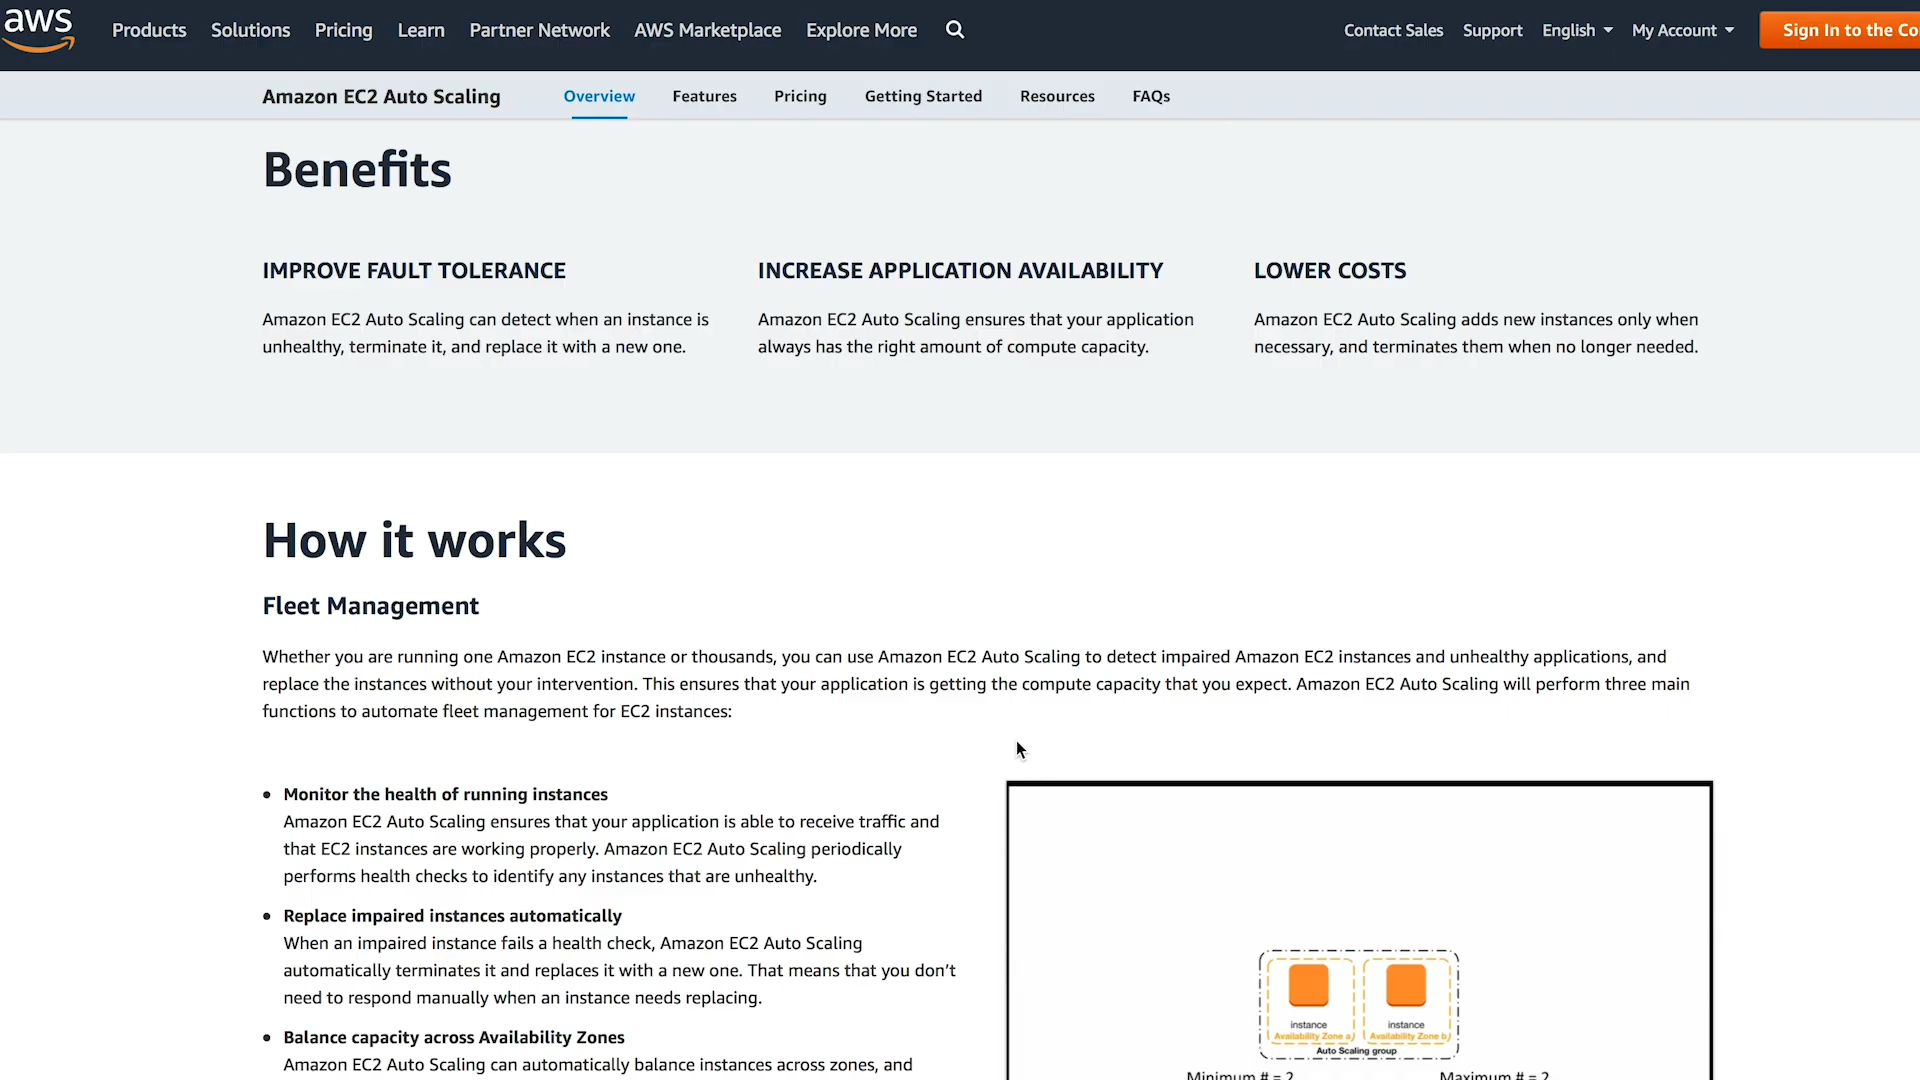 aws
Products Solutions Pricing Learn Partner Network AWS Marketplace Explore More
Contact Sales Support English My Account Sign In to the Co
Amazon EC2 Auto Scaling Overview Features Pricing Getting Started Resources FAQs
Benefits
IMPROVE FAULT TOLERANCE
Amazon EC2 Auto Scaling can detect when an instance is
unhealthy, terminate it, and replace it with a new one.
INCREASE APPLICATION AVAILABILITY
Amazon EC2 Auto Scaling ensures that your application
always has the right amount of compute capacity.
LOWER COSTS
Amazon EC2 Auto Scaling adds new instances only when
necessary, and terminates them when no longer needed.
How it works
Fleet Management
Whether you are running one Amazon EC2 instance or thousands, you can use Amazon EC2 Auto Scaling to detect impaired Amazon EC2 instances and unhealthy applications, and
replace the instances without your intervention. This ensures that your application is getting the compute capacity that you expect. Amazon EC2 Auto Scaling will perform three main
functions to automate fleet management for EC2 instances:
• Monitor the health of running instances
Amazon EC2 Auto Scaling ensures that your application is able to receive traffic and
that EC2 instances are working properly. Amazon EC2 Auto Scaling periodically
performs health checks to identify any instances that are unhealthy.
• Replace impaired instances automatically
When an impaired instance fails a health check, Amazon EC2 Auto Scaling
automatically terminates it and replaces it with a new one. That means that you don't
need to respond manually when an instance needs replacing.
• Balance capacity across Availability Zones
Amazon EC2 Auto Scaling can automatically balance instances across zones, and
instance instance
Availability Zone a Availability Zone b
Auto Scaling group
Minimum # = 2 Maximum # = 2